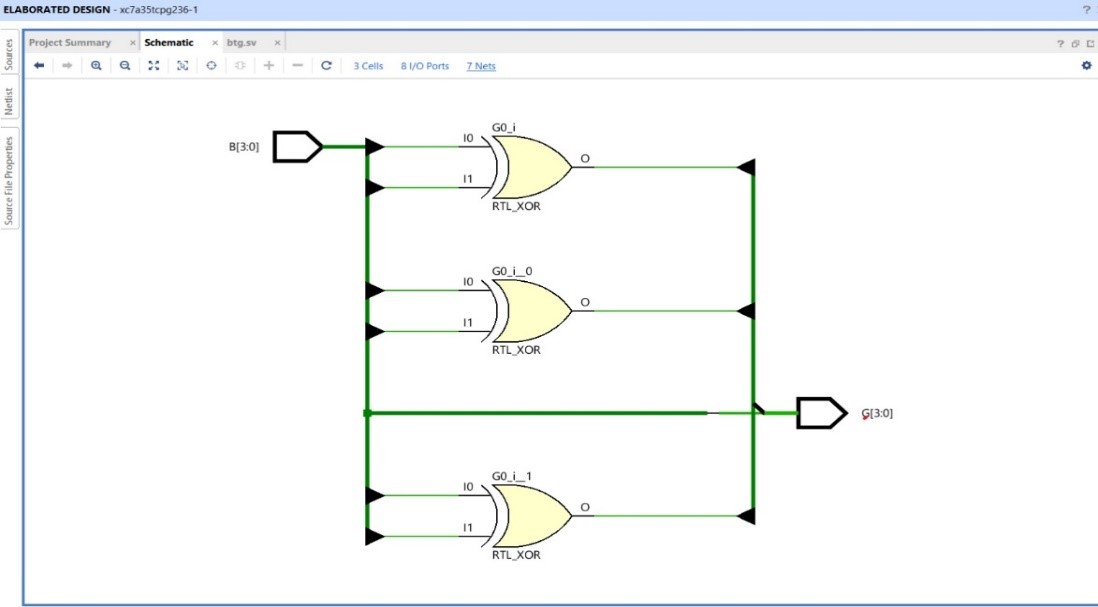 ELABORATED DESIGN - xc7a35tcpg236-1
?
Sources
Netlist
Source File Properties
Project Summary × Schematic × btg.sv ×
?
3 Cells 8 I/O Ports 7 Nets
B[3:0]
G0_i
I0
I1
O
RTL_XOR
G0_i__0
I0
I1
O
RTL_XOR
G[3:0]
G0_i__1
I0
I1
O
RTL_XOR